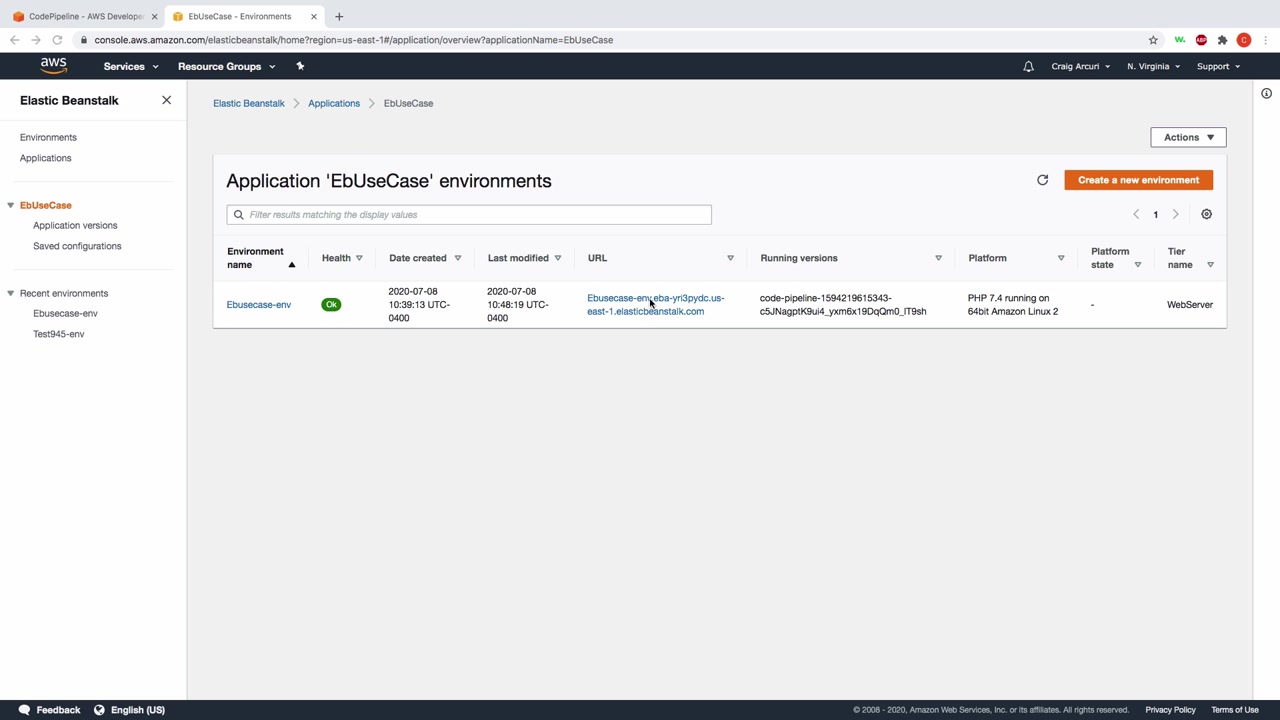 CodePipeline - AWS Develope
EbUseCase - Environments
console.aws.amazon.com/elasticbeanstalk/home?region=us-east-1#/application/overview?applicationName=EbUseCase
W.
ABP
C
aws
Services
Resource Groups
Craig Arcuri
N. Virginia
Support
Elastic Beanstalk
Environments
Applications
EbUseCase
Application versions
Saved configurations
Recent environments
Ebusecase-env
Test945-env
Elastic Beanstalk
Applications
EbUseCase
Actions
Application 'EbUseCase' environments
Create a new environment
Filter results matching the display values
1
Environment
name
Health
Date created
Last modified
URL
Running versions
Platform
Platform
state
Tier
name
Ebusecase-env
Ok
2020-07-08
10:39:13 UTC-
0400
2020-07-08
10:48:19 UTC-
0400
Ebusecase-env.eba-yri3pydc.us-
east-1.elasticbeanstalk.com
code-pipeline-1594219615343-
c5JNagptK9ui4_yxm6x19DqQm0_IT9sh
PHP 7.4 running on
64bit Amazon Linux 2
-
WebServer
Feedback
English (US)
© 2008 - 2020, Amazon Web Services, Inc. or its affiliates. All rights reserved.
Privacy Policy
Terms of Use